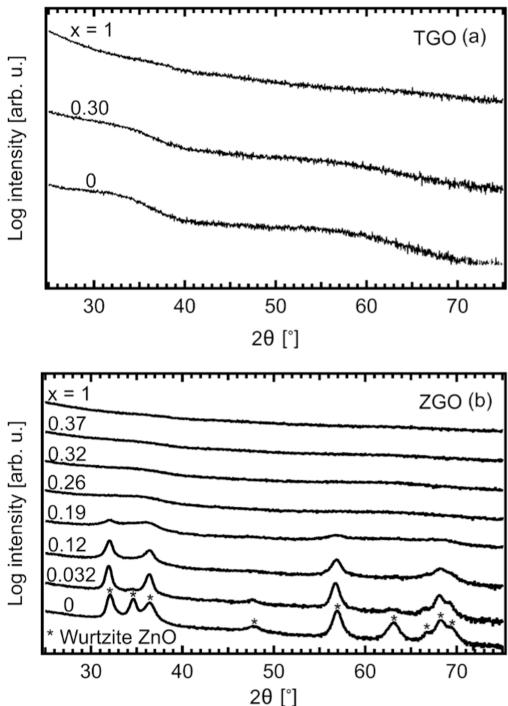 x = 1
TGO (a)
0.30
0
Log intensity [arb. u.]
30 40 50 60 70
2θ [°]
x = 1
ZGO (b)
0.37
0.32
0.26
0.19
0.12
0.032
0
* * * * * * * *
* Wurtzite ZnO
Log intensity [arb. u.]
30 40 50 60 70
2θ [°]